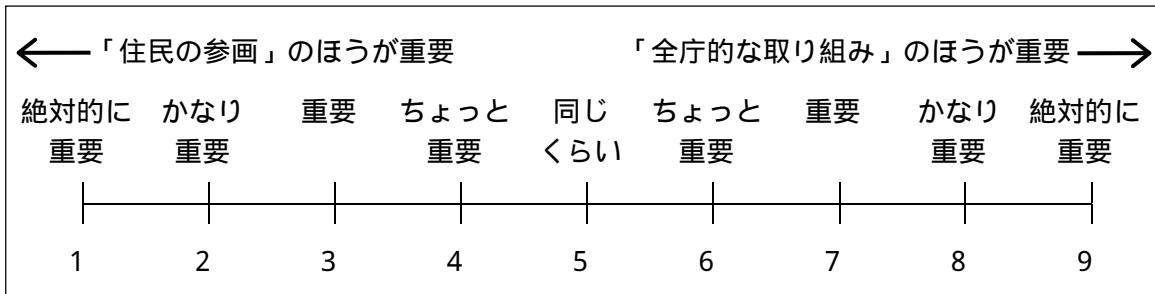 「住民の参画」のほうが重要 「全庁的な取り組み」のほうが重要
絶対的に かなり 重要 ちょっと 同じ ちょっと 重要 かなり 絶対的に
重要 重要 重要 くらい 重要 重要 重要
1 2 3 4 5 6 7 8 9